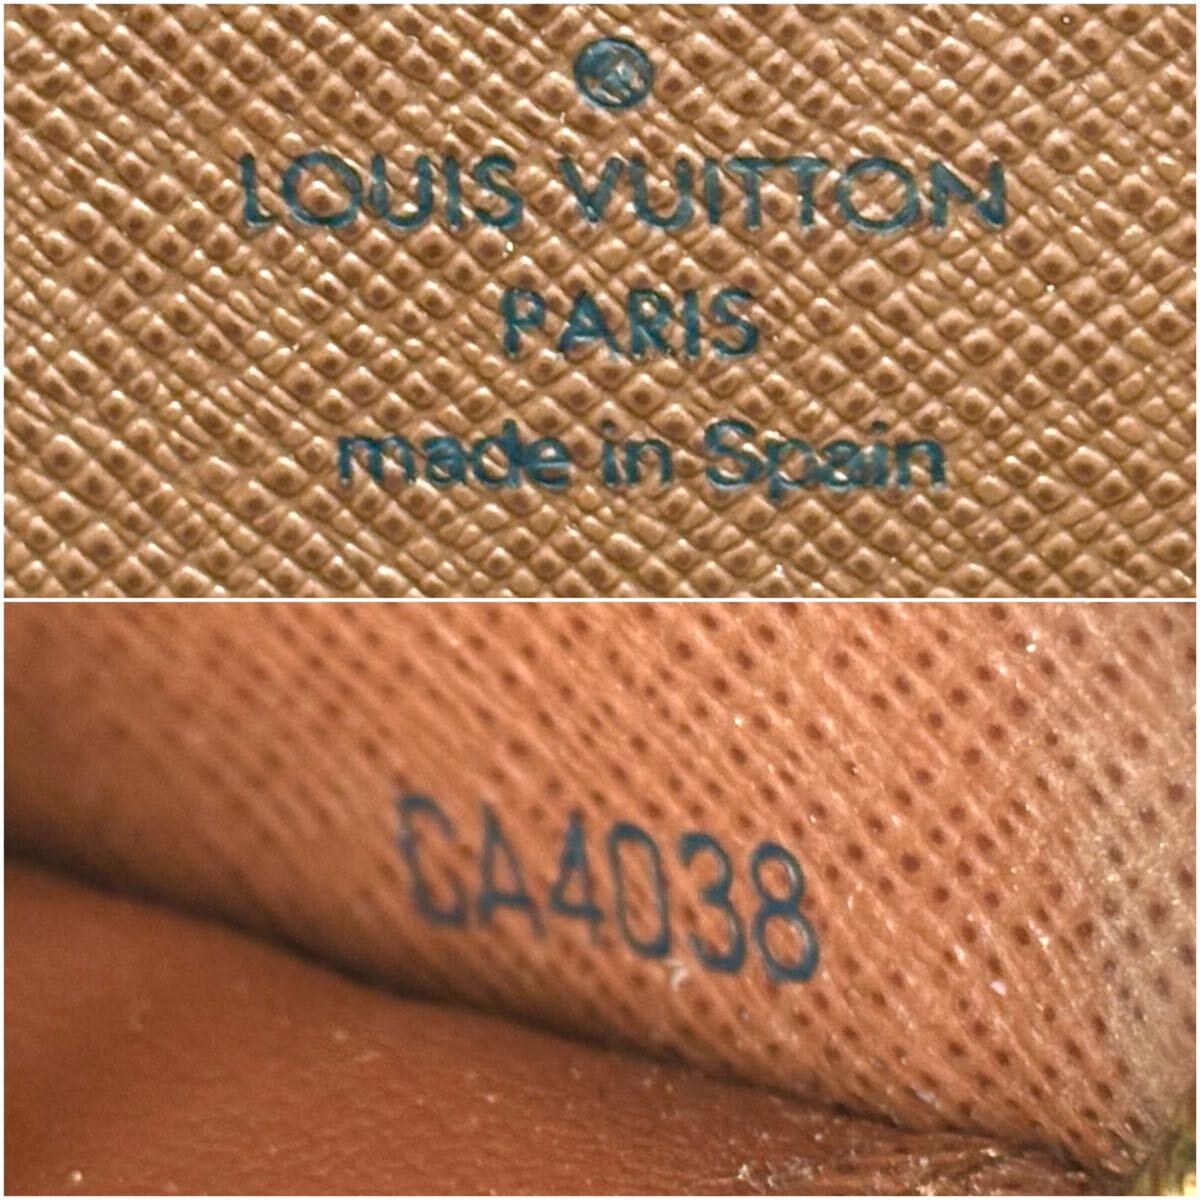 LOUIS VUITTON
PARIS
made in Spain
CA4038